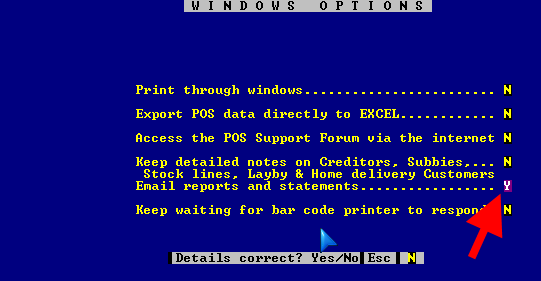 WINDOWS OPTIONS
Print through windows........................ N
Export POS data directly to EXCEL............ N
Access the POS Support Forum via the internet N
Keep detailed notes on Creditors, Subbies,... N
Stock lines, Layby & Home delivery Customers
Email reports and statements................. Y
Keep waiting for bar code printer to respond. N
Details correct? Yes/No Esc N